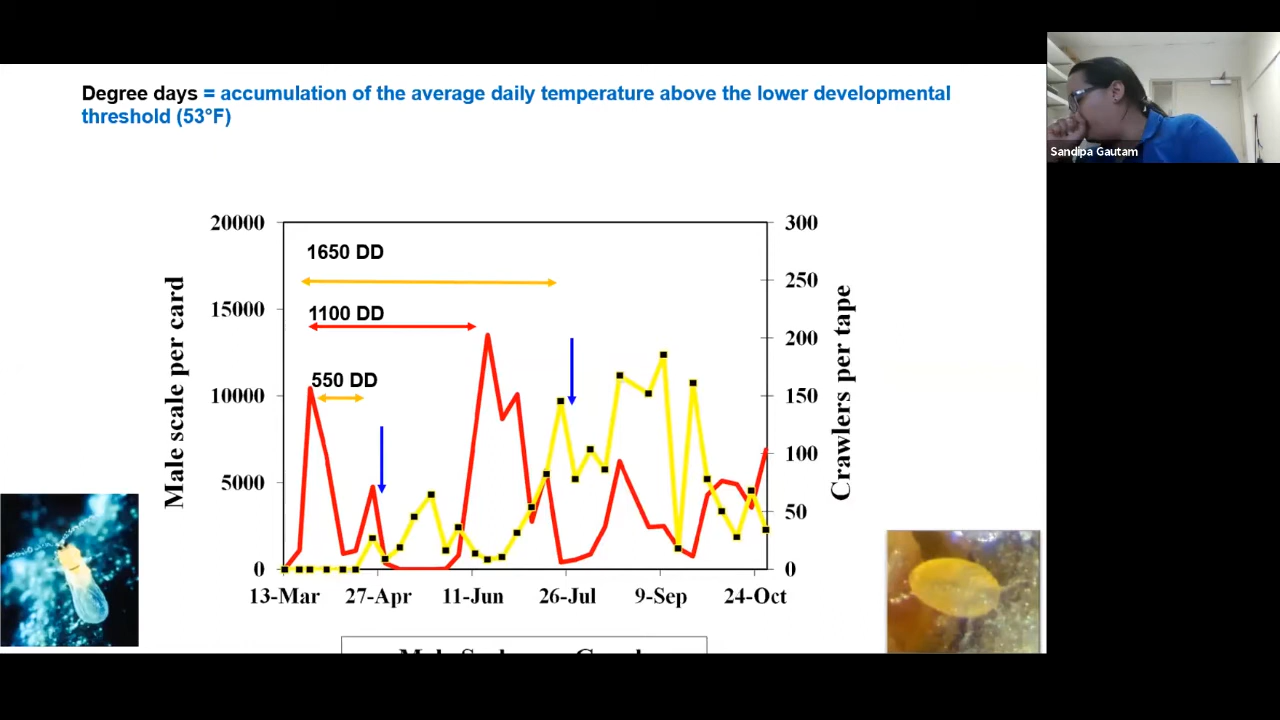 Degree days = accumulation of the average daily temperature above the lower developmental
threshold (53°F)
Sandipa Gautam
20000
15000
10000
5000
0
Male scale per card
1650 DD
1100 DD
550 DD
300
250
200
150
100
50
0
Crawlers per tape
13-Mar 27-Apr 11-Jun 26-Jul 9-Sep 24-Oct